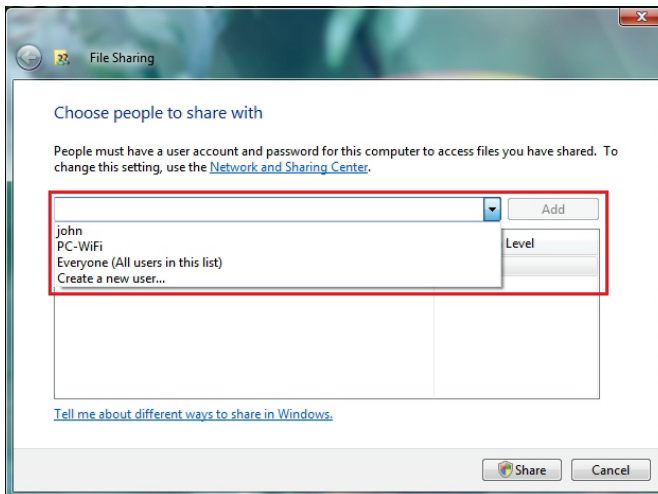 File Sharing
Choose people to share with
People must have a user account and password for this computer to access files you have shared. To
change this setting, use the Network and Sharing Center.
Add
john
PC-WiFi
Level
Everyone (All users in this list)
Create a new user...
Tell me about different ways to share in Windows.
Share
Cancel